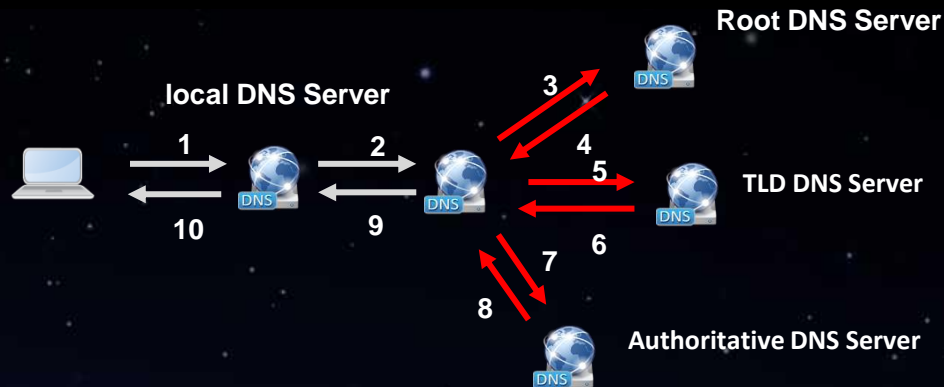 Root DNS Server
DNS
3
local DNS Server
1
2
4
5
TLD DNS Server
DNS
DNS
DNS
10
9
6
7
8
Authoritative DNS Server
DNS